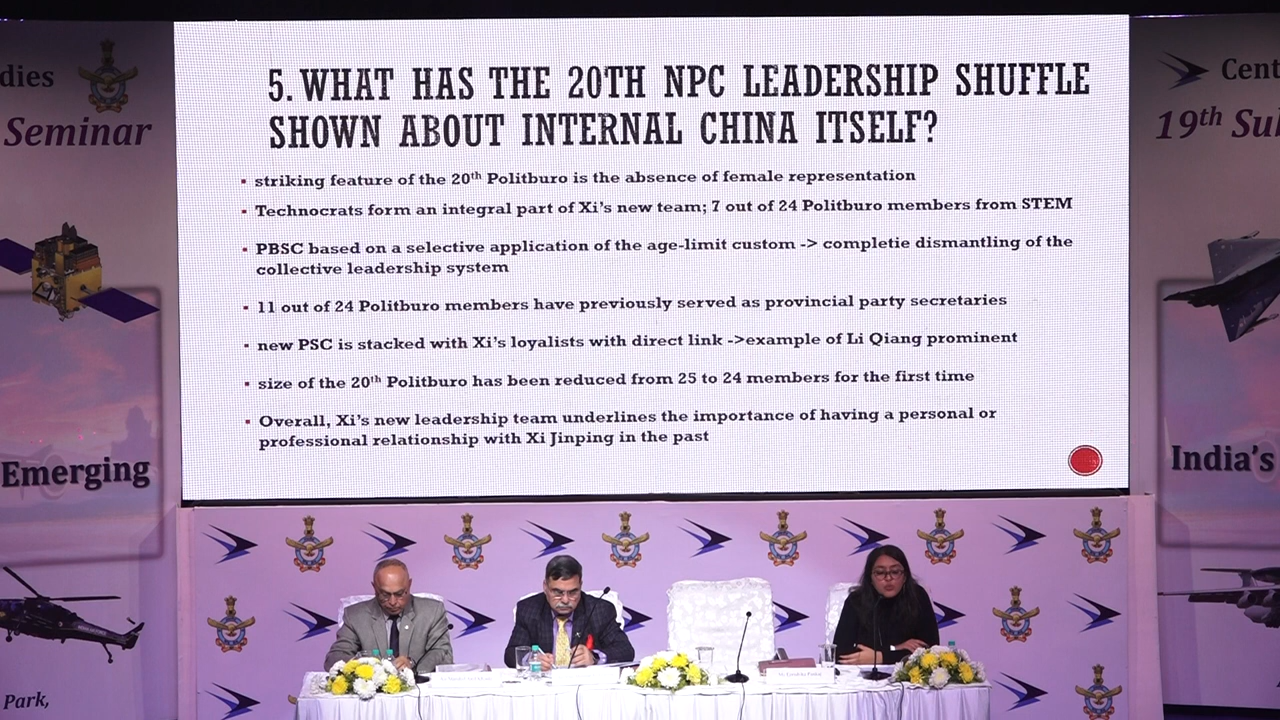 5. WHAT HAS THE 20TH NPC LEADERSHIP SHUFFLE
SHOWN ABOUT INTERNAL CHINA ITSELF?
▪ striking feature of the 20th Politburo is the absence of female representation
▪ Technocrats form an integral part of Xi's new team; 7 out of 24 Politburo members from STEM
▪ PBSC based on a selective application of the age-limit custom -> completie dismantling of the
collective leadership system
▪ 11 out of 24 Politburo members have previously served as provincial party secretaries
▪ new PSC is stacked with Xi's loyalists with direct link ->example of Li Qiang prominent
▪ size of the 20th Politburo has been reduced from 25 to 24 members for the first time
▪ Overall, Xi's new leadership team underlines the importance of having a personal or
professional relationship with Xi Jinping in the past
dies
Seminar
Emerging
Park,
Cent
19th Su
India's